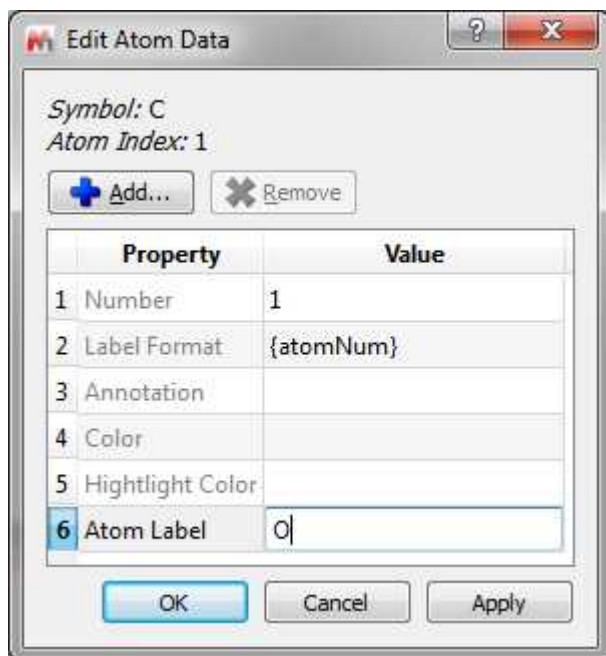 Edit Atom Data
Symbol: C
Atom Index: 1
Add... Remove
Property Value
1 Number 1
2 Label Format {atomNum}
3 Annotation
4 Color
5 Hightlight Color
6 Atom Label O
OK Cancel Apply